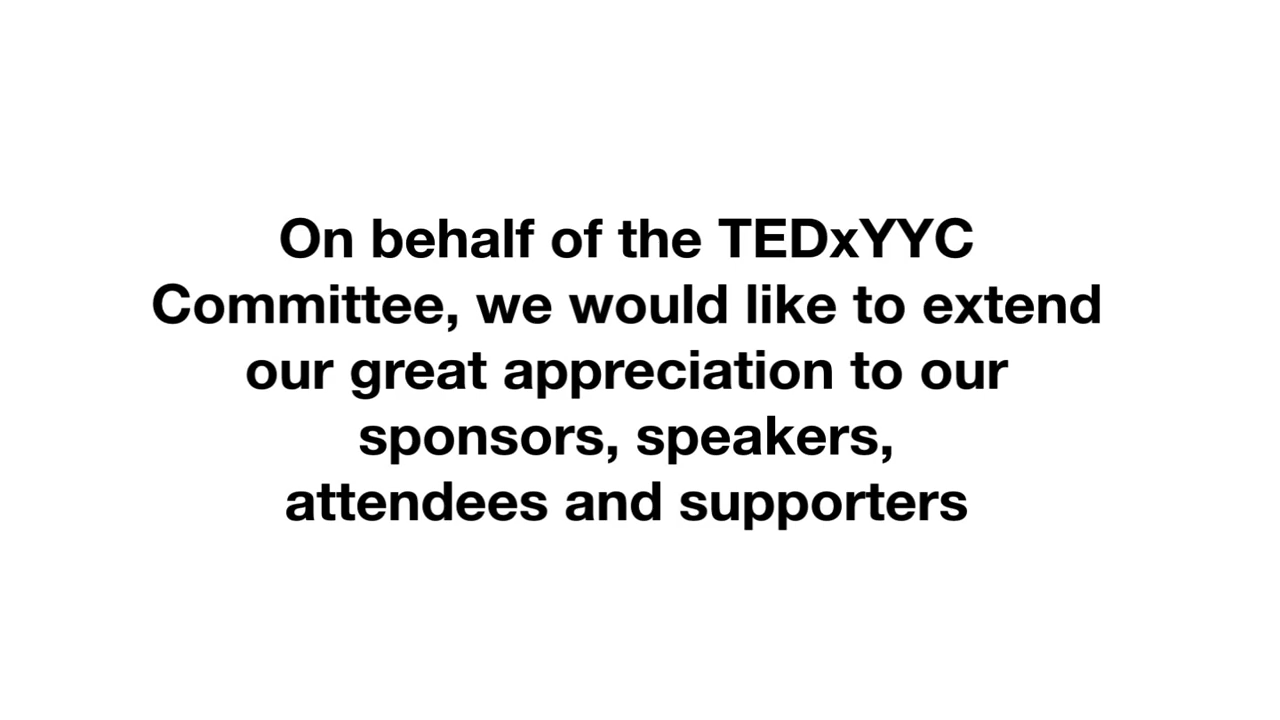 On behalf of the TEDxYYC
Committee, we would like to extend
our great appreciation to our
sponsors, speakers,
attendees and supporters